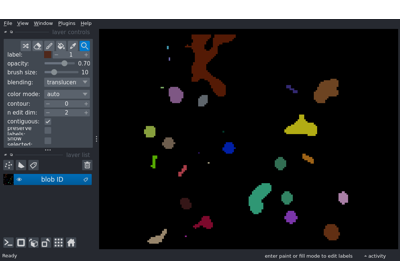 File View Window Plugins Help
layer controls
label: 1
opacity: 0.70
brush size: 10
blending: translucen
color mode: auto
contour: 0
n edit dim: 2
contiguous:
preserve
labels:
show
selected:
layer list
blob ID
Ready
enter paint or fill mode to edit labels
activity